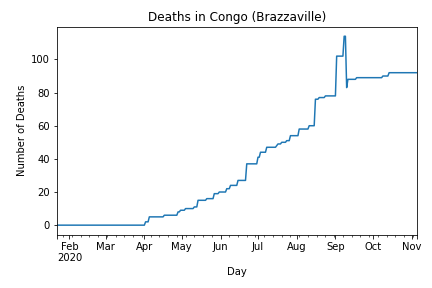 Deaths in Congo (Brazzaville)
100
80
60
40
20
0
Number of Deaths
Feb Mar Apr May Jun Jul Aug Sep Oct Nov
2020
Day